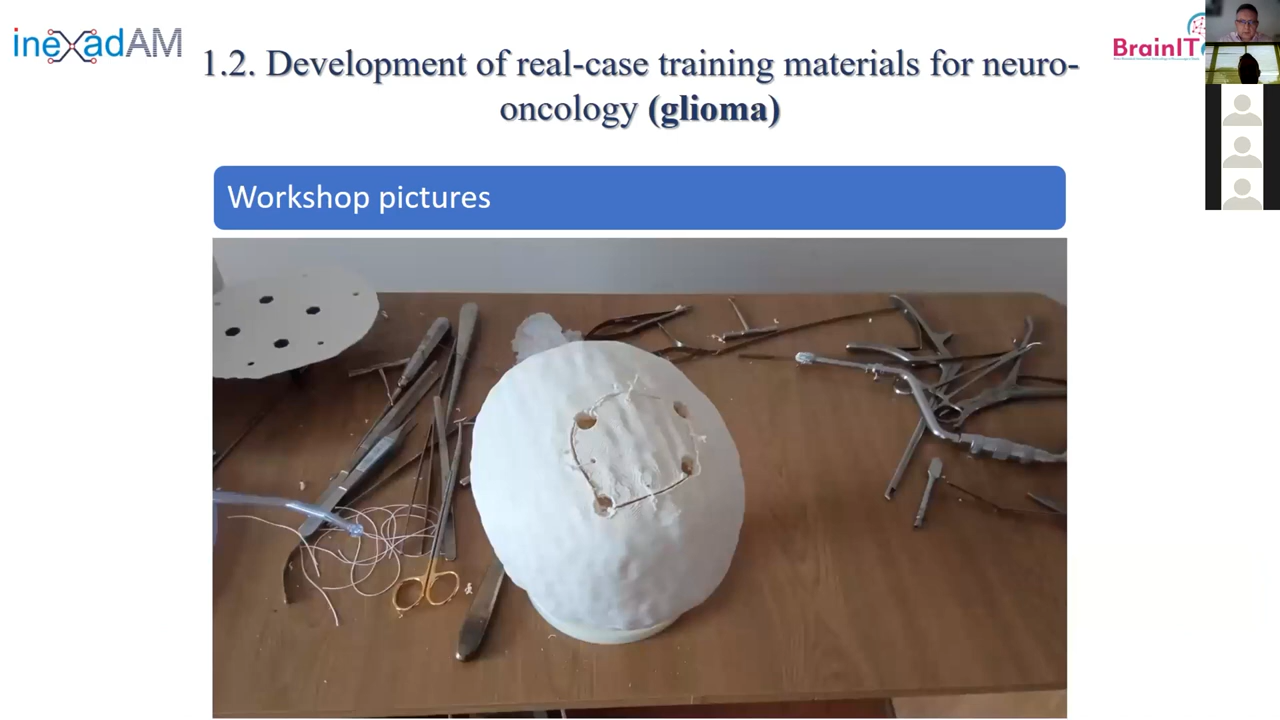 inexadAM
1.2. Development of real-case training materials for neuro-
oncology (glioma)
BrainIT
Workshop pictures